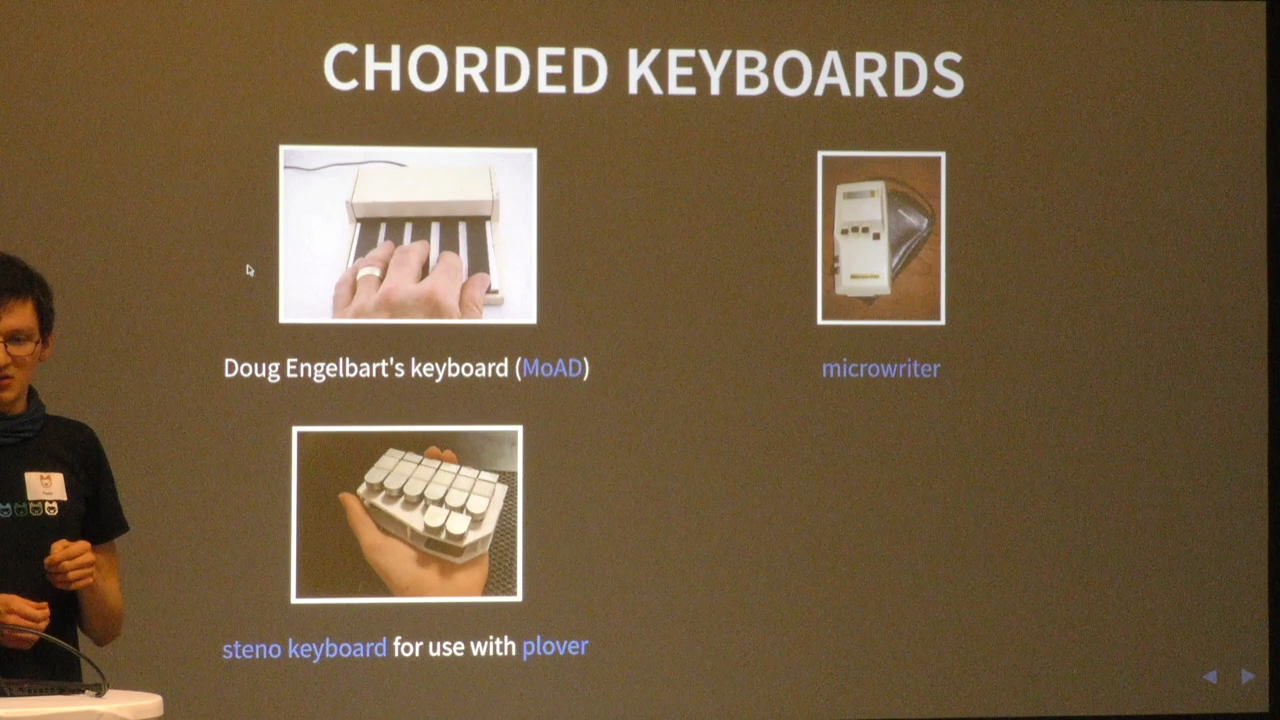 CHORDED KEYBOARDS
Doug Engelbart's keyboard (MoAD)
microwriter
steno keyboard for use with plover